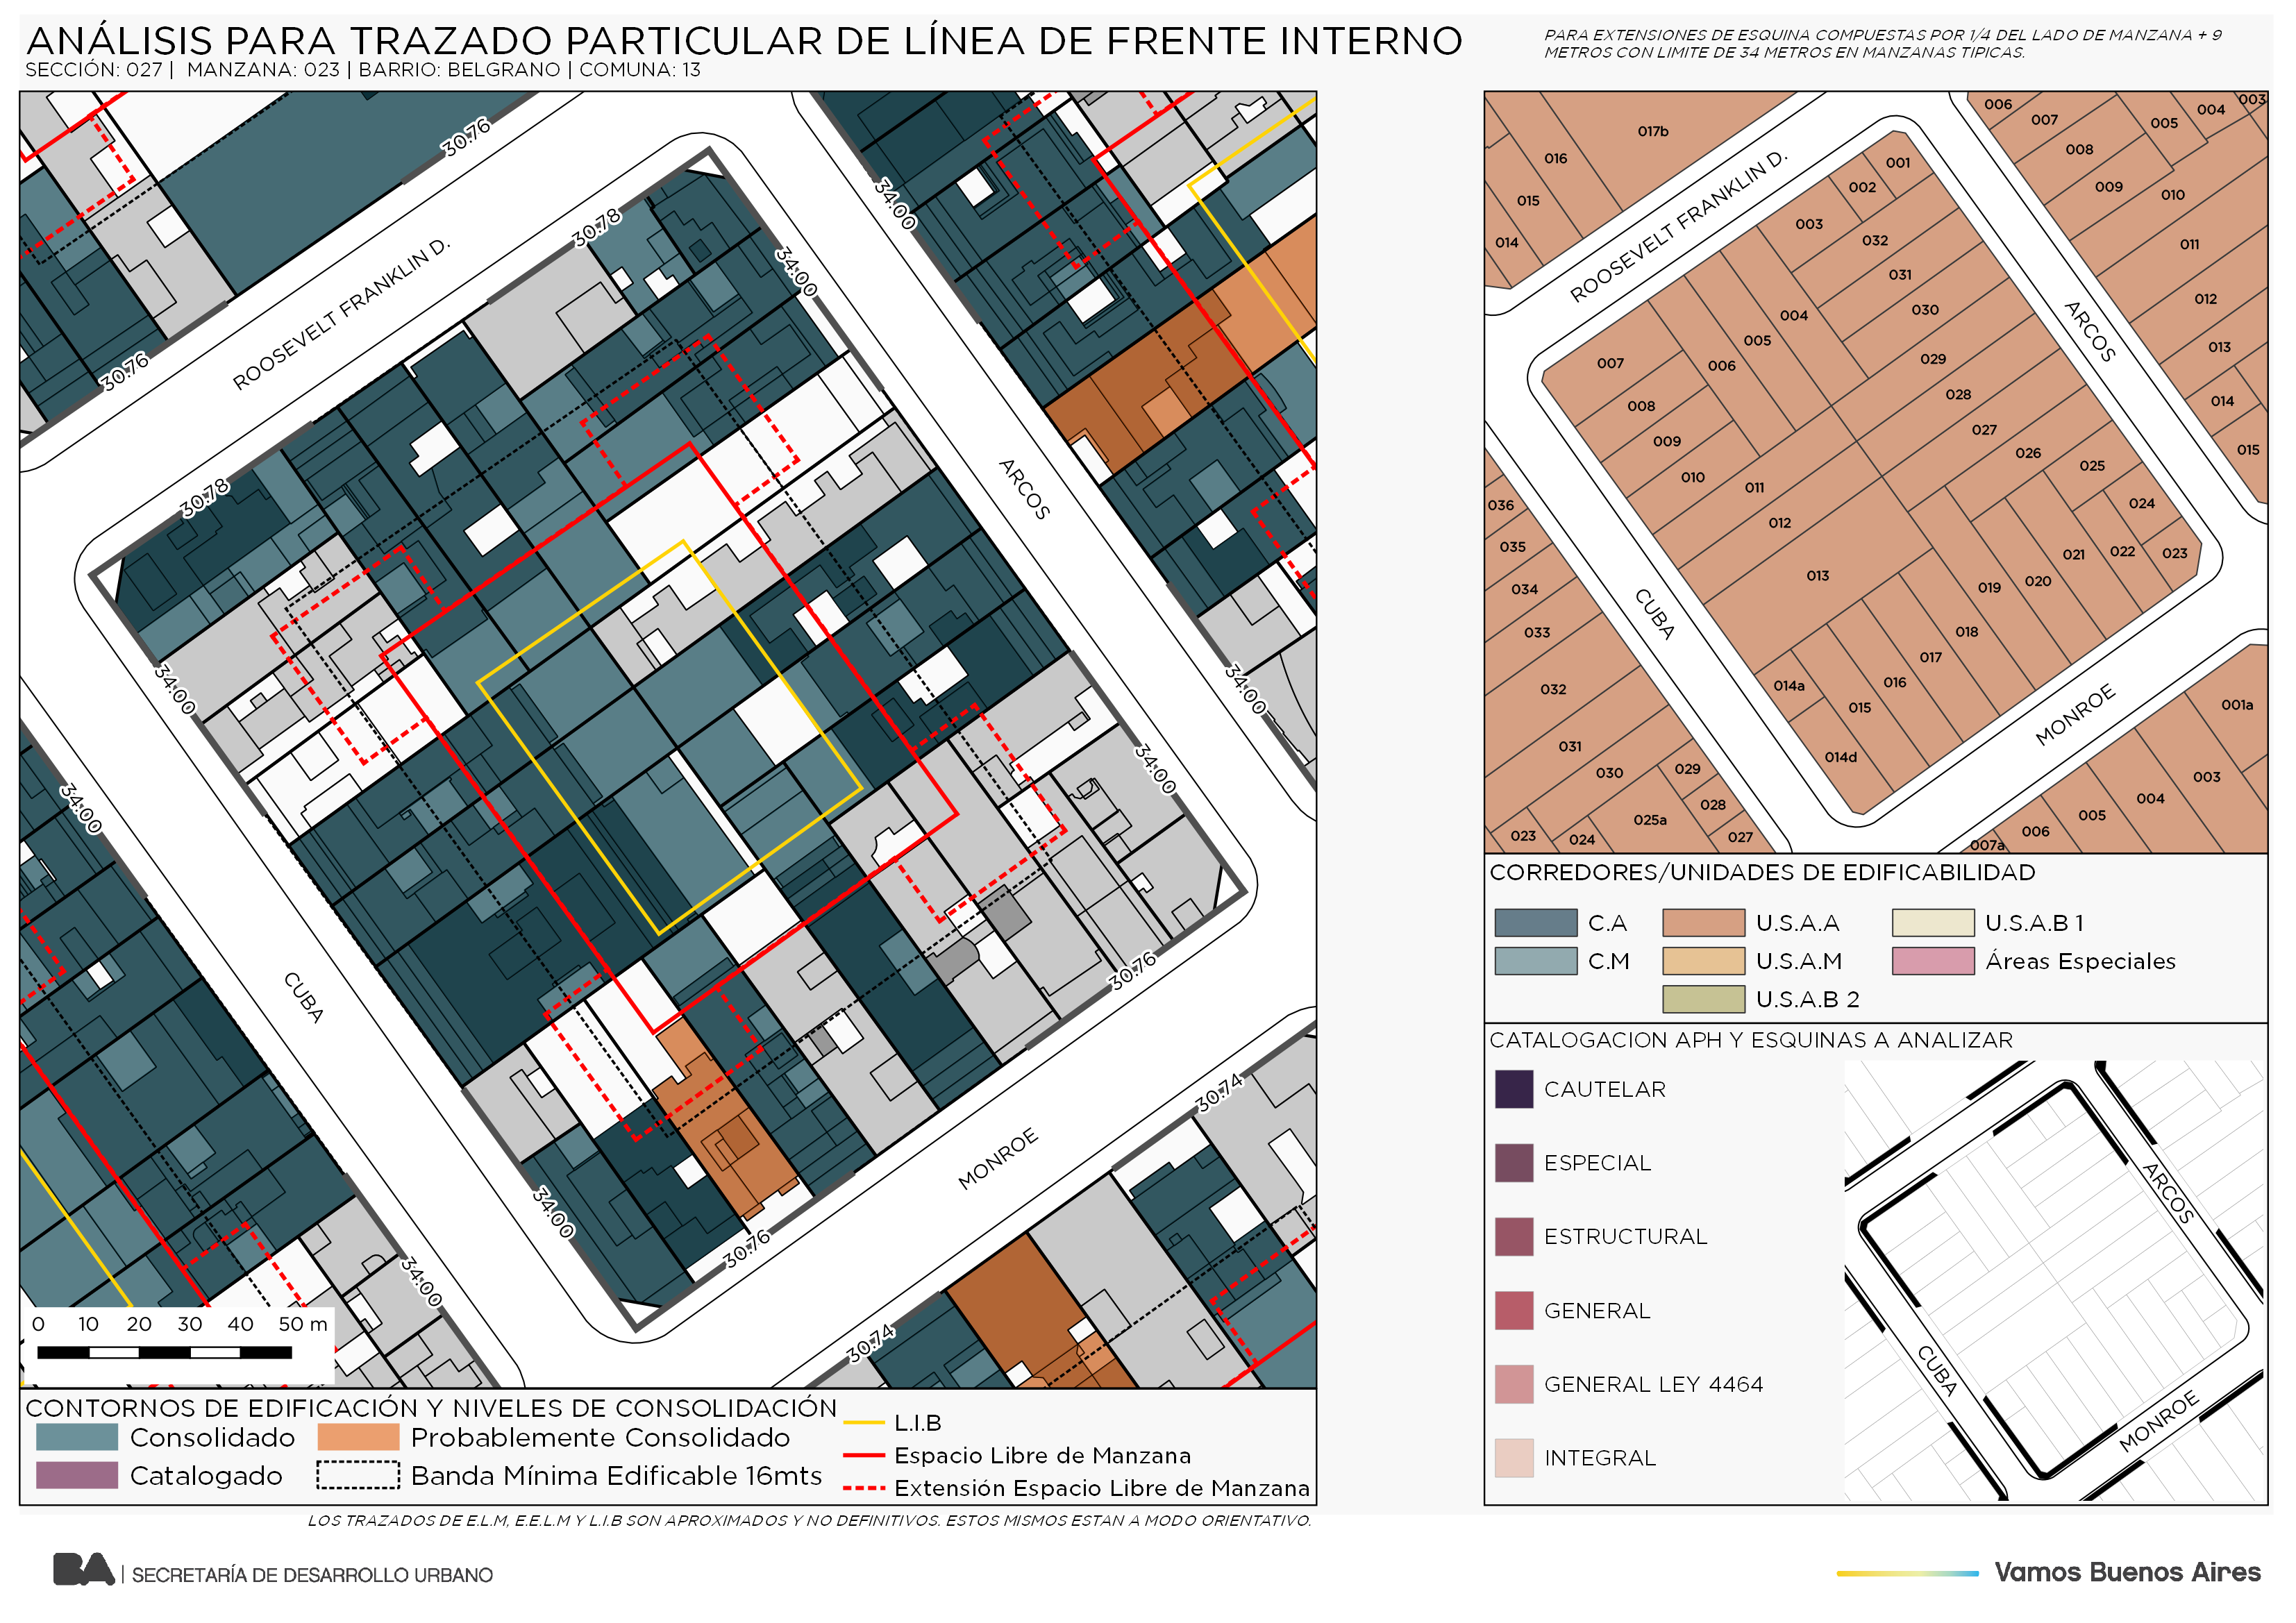 ANÁLISIS PARA TRAZADO PARTICULAR DE LÍNEA DE FRENTE INTERNO
SECCIÓN: 027 | MANZANA: 023 | BARRIO: BELGRANO | COMUNA: 13
PARA EXTENSIONES DE ESQUINA COMPUESTAS POR 1/4 DEL LADO DE MANZANA + 9
METROS CON LIMITE DE 34 METROS EN MANZANAS TIPICAS.
30.76
34.00
30.78
34.00
ROOSEVELT FRANKLIN D.
30.76
ARCOS
30.78
34.00
34.00
34.00
34.00
CUBA
30.76
34.00
MONROE
30.74
30.76
34.00
30.74
0 10 20 30 40 50 m
CONTORNOS DE EDIFICACIÓN Y NIVELES DE CONSOLIDACIÓN
Consolidado
Probablemente Consolidado
Catalogado
Banda Mínima Edificable 16mts
L.I.B
Espacio Libre de Manzana
Extensión Espacio Libre de Manzana
LOS TRAZADOS DE E.L.M, E.E.L.M Y L.I.B SON APROXIMADOS Y NO DEFINITIVOS. ESTOS MISMOS ESTAN A MODO ORIENTATIVO.
017b
016
015
014
006
007
005
004
003
008
009
010
011
012
013
014
015
ROOSEVELT FRANKLIN D.
ARCOS
001
002
003
032
031
030
004
005
006
007
008
009
010
011
012
013
029
028
027
026
025
024
023
022
021
020
019
018
017
016
015
014a
014d
CUBA
MONROE
036
035
034
033
032
031
030
029
028
027
025a
024
023
001a
003
004
005
006
007a
CORREDORES/UNIDADES DE EDIFICABILIDAD
C.A
U.S.A.A
U.S.A.B 1
C.M
U.S.A.M
Áreas Especiales
U.S.A.B 2
CATALOGACION APH Y ESQUINAS A ANALIZAR
CAUTELAR
ESPECIAL
ESTRUCTURAL
GENERAL
GENERAL LEY 4464
INTEGRAL
ARCOS
CUBA
MONROE
BA | SECRETARÍA DE DESARROLLO URBANO
Vamos Buenos Aires